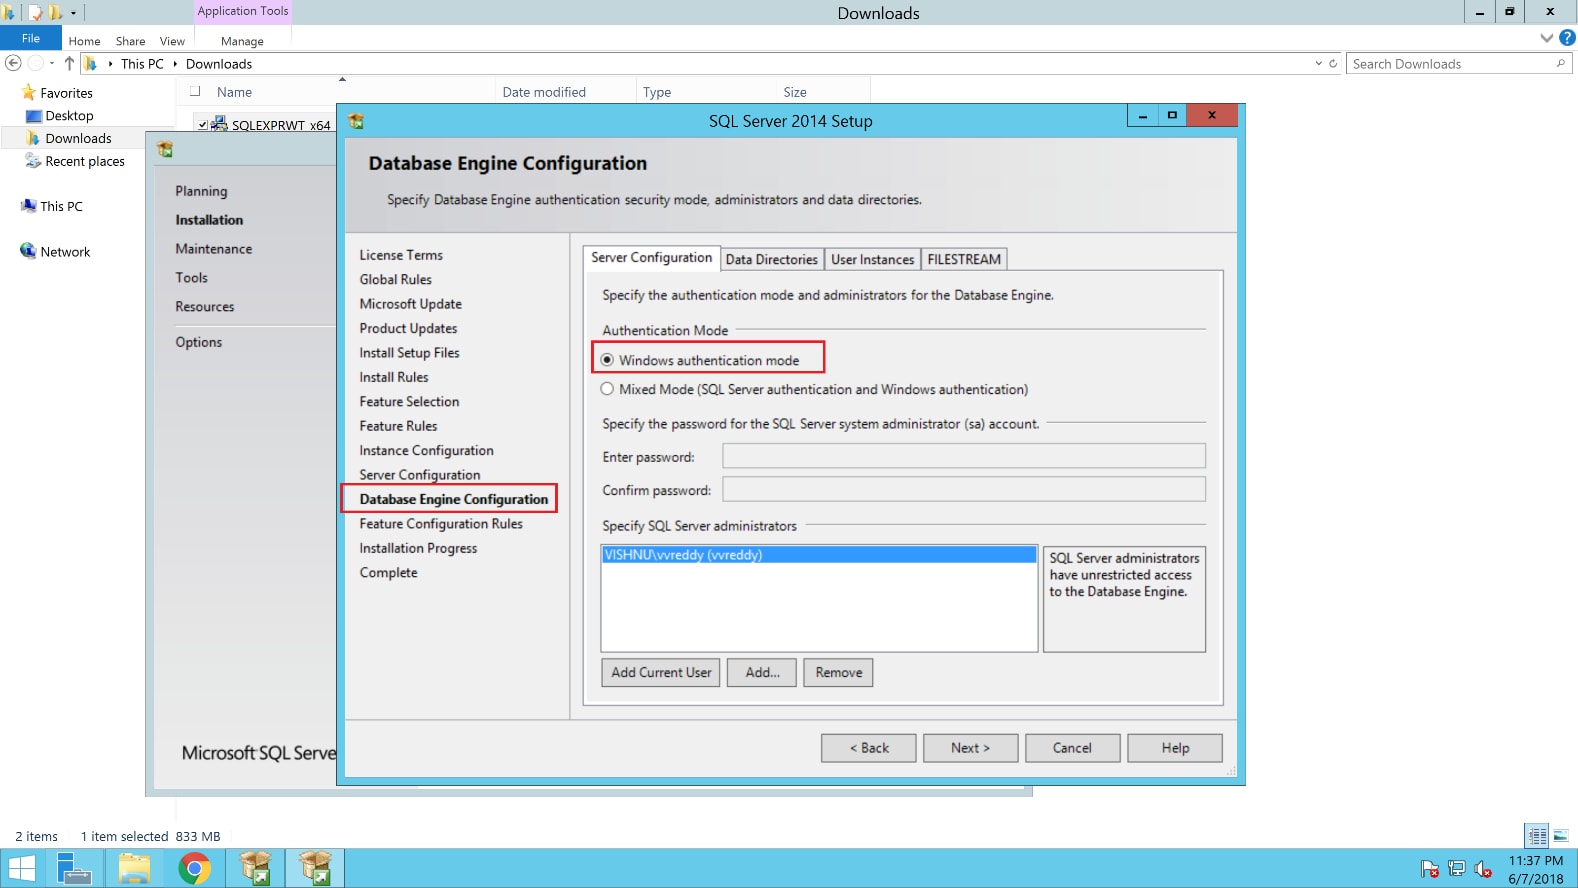 Application Tools
Downloads
File
Home
Share
View
Manage
This PC
Downloads
Search Downloads
Favorites
Desktop
Downloads
Recent places
This PC
Network
Name
Date modified
Type
Size
SQLEXPRWT_x64
Planning
Installation
Maintenance
Tools
Resources
Options
Microsoft SQL Serve
SQL Server 2014 Setup
Database Engine Configuration
Specify Database Engine authentication security mode, administrators and data directories.
License Terms
Global Rules
Microsoft Update
Product Updates
Install Setup Files
Install Rules
Feature Selection
Feature Rules
Instance Configuration
Server Configuration
Database Engine Configuration
Feature Configuration Rules
Installation Progress
Complete
Server Configuration
Data Directories
User Instances
FILESTREAM
Specify the authentication mode and administrators for the Database Engine.
Authentication Mode
Windows authentication mode
Mixed Mode (SQL Server authentication and Windows authentication)
Specify the password for the SQL Server system administrator (sa) account.
Enter password:
Confirm password:
Specify SQL Server administrators
VISHNU\vvreddy (vvreddy)
SQL Server administrators
have unrestricted access
to the Database Engine.
Add Current User
Add...
Remove
< Back
Next >
Cancel
Help
2 items
1 item selected 833 MB
11:37 PM
6/7/2018